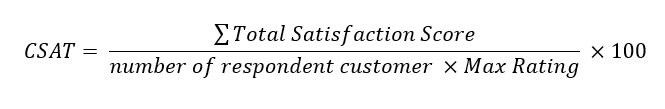 CSAT = ∑Total Satisfaction Score / number of respondent customer × Max Rating × 100